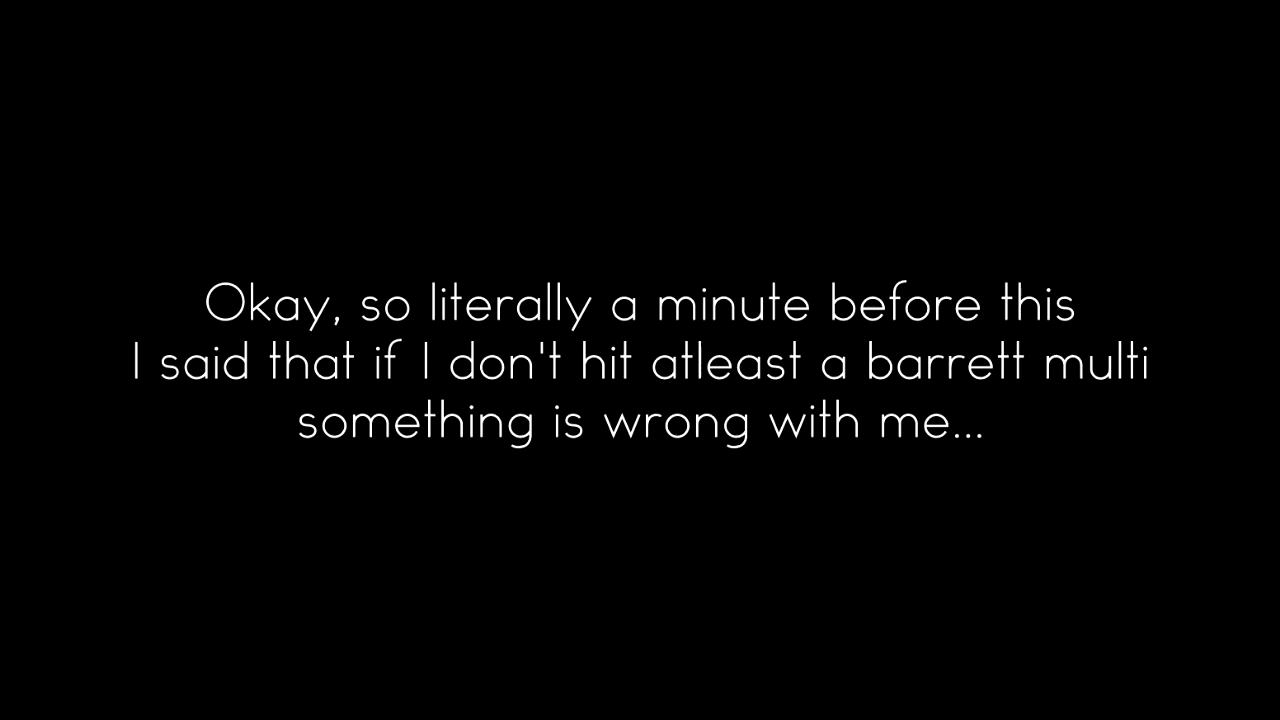 Okay, so literally a minute before this
I said that if I don't hit atleast a barrett multi
something is wrong with me...